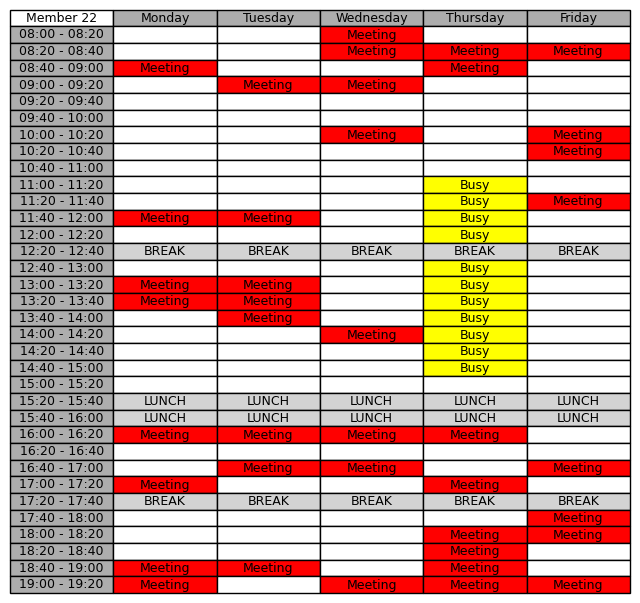 Member 22 Monday Tuesday Wednesday Thursday Friday
08:00 - 08:20 Meeting
08:20 - 08:40 Meeting Meeting Meeting
08:40 - 09:00 Meeting Meeting
09:00 - 09:20 Meeting Meeting
09:20 - 09:40
09:40 - 10:00
10:00 - 10:20 Meeting Meeting
10:20 - 10:40 Meeting
10:40 - 11:00
11:00 - 11:20 Busy
11:20 - 11:40 Busy Meeting
11:40 - 12:00 Meeting Meeting Busy
12:00 - 12:20 Busy
12:20 - 12:40 BREAK BREAK BREAK BREAK BREAK
12:40 - 13:00 Busy
13:00 - 13:20 Meeting Meeting Busy
13:20 - 13:40 Meeting Meeting Busy
13:40 - 14:00 Meeting Busy
14:00 - 14:20 Meeting Busy
14:20 - 14:40 Busy
14:40 - 15:00 Busy
15:00 - 15:20
15:20 - 15:40 LUNCH LUNCH LUNCH LUNCH LUNCH
15:40 - 16:00 LUNCH LUNCH LUNCH LUNCH LUNCH
16:00 - 16:20 Meeting Meeting Meeting Meeting
16:20 - 16:40
16:40 - 17:00 Meeting Meeting Meeting
17:00 - 17:20 Meeting Meeting
17:20 - 17:40 BREAK BREAK BREAK BREAK BREAK
17:40 - 18:00 Meeting
18:00 - 18:20 Meeting Meeting
18:20 - 18:40 Meeting
18:40 - 19:00 Meeting Meeting Meeting
19:00 - 19:20 Meeting Meeting Meeting Meeting